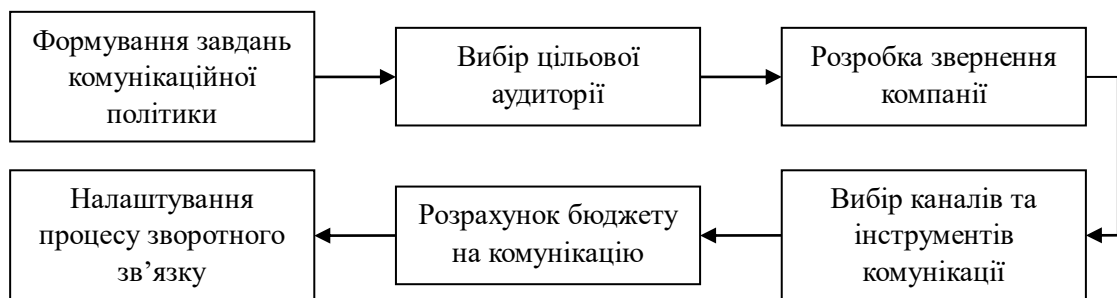 Формування завдань
комунікаційної
політики
Вибір цільової
аудиторії
Розробка звернення
компанії
Вибір каналів та
інструментів
комунікації
Розрахунок бюджету
на комунікацію
Налаштування
процесу зворотного
зв’язку